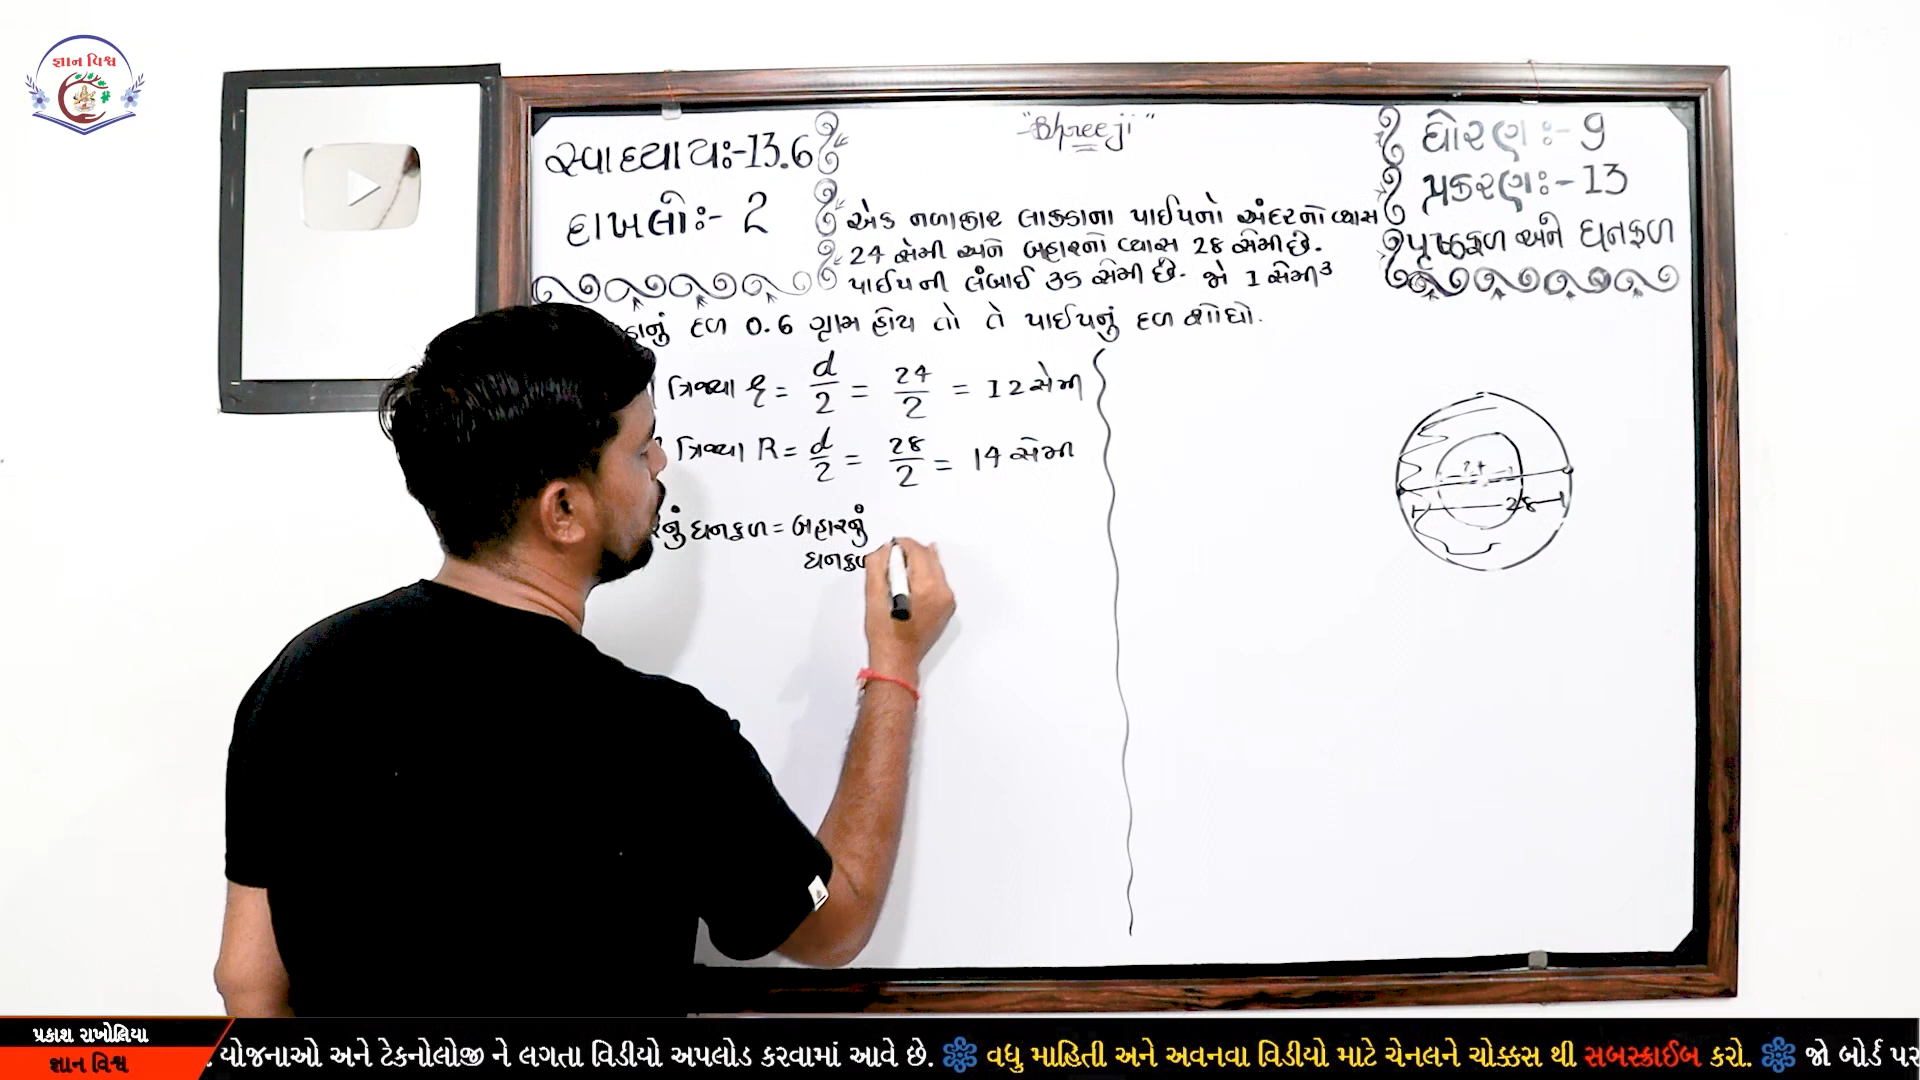 જ્ઞાન વિશ્વ
"Shreeji"
સ્વાધ્યાયઃ-13.6
દાખલોઃ- 2
ધોરણઃ- 9
પ્રકરણઃ- 13
પૃષ્ઠફળ અને ઘનફળ
એક નળાકાર લાકડાના પાઈપનો અંદરનો વ્યાસ
24 સેમી અને બહારનો વ્યાસ 28 સેમી છે.
પાઈપની લંબાઈ 35 સેમી છે. જો 1 સેમી³
દળ 0.6 ગ્રામ હોય તો તે પાઈપનું દળ શોધો.
ત્રિજ્યા r = d/2 = 24/2 = 12 સેમી
ત્રિજ્યા R = d/2 = 28/2 = 14 સેમી
ઘનફળ = બહારનું
ઘનફળ
24
28
પ્રકાશ રાખોલિયા
જ્ઞાન વિશ્વ
યોજનાઓ અને ટેકનોલોજી ને લગતા વિડીયો અપલોડ કરવામાં આવે છે. વધુ માહિતી અને અવનવા વિડીયો માટે ચેનલને ચોક્કસ થી સબસ્ક્રાઈબ કરો. જો બોર્ડ પર